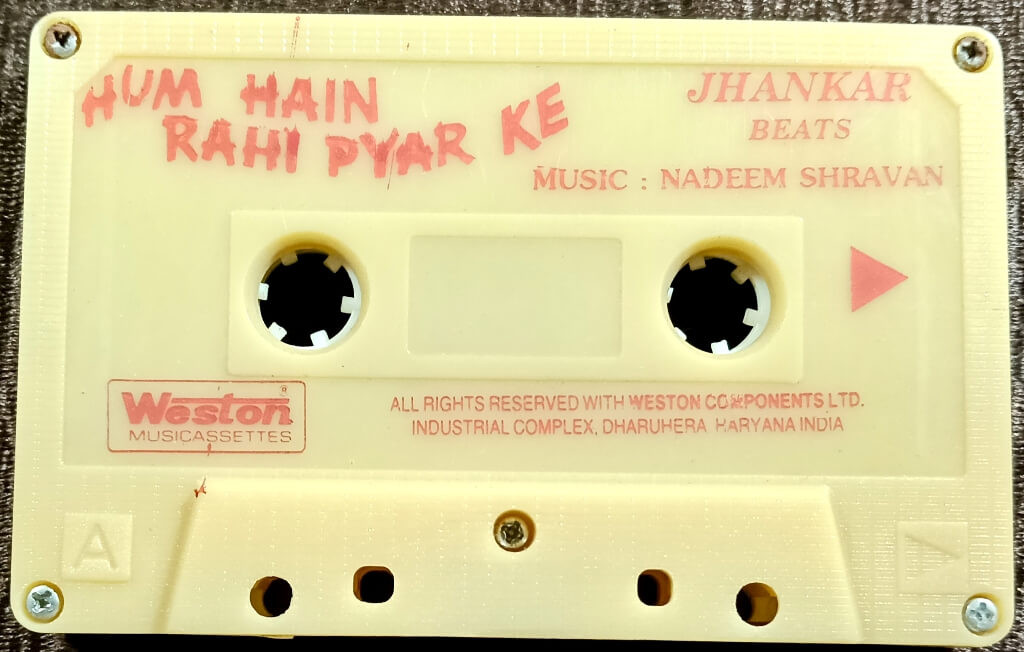 HUM HAIN
RAHI PYAR KE
JHANKAR
BEATS
MUSIC : NADEEM SHRAVAN
Weston®
MUSICASSETTES
ALL RIGHTS RESERVED WITH WESTON COMPONENTS LTD.
INDUSTRIAL COMPLEX, DHARUHERA HARYANA INDIA
A